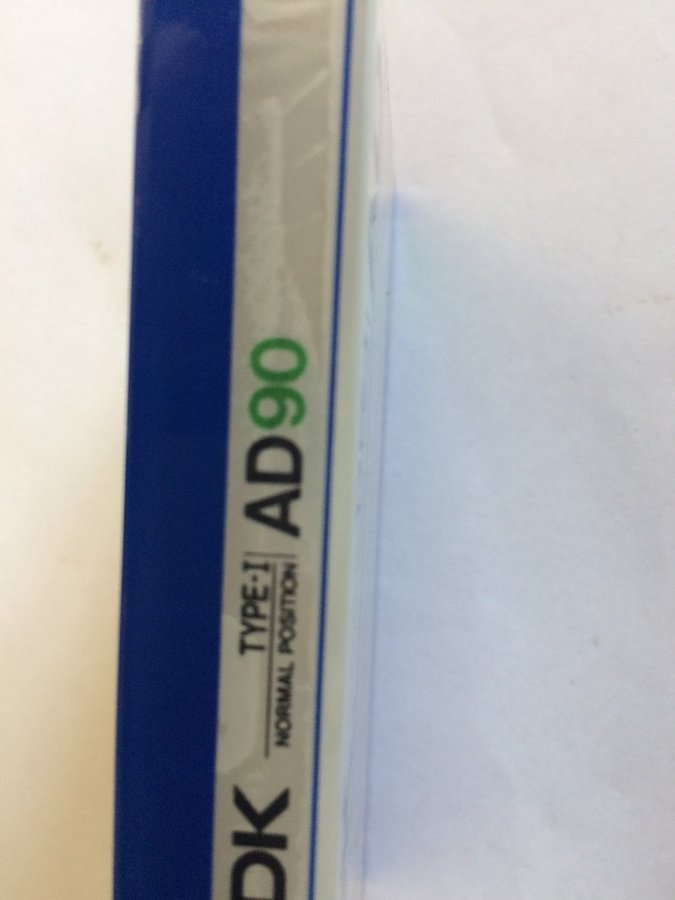 DK
TYPE·I
NORMAL POSITION
AD90